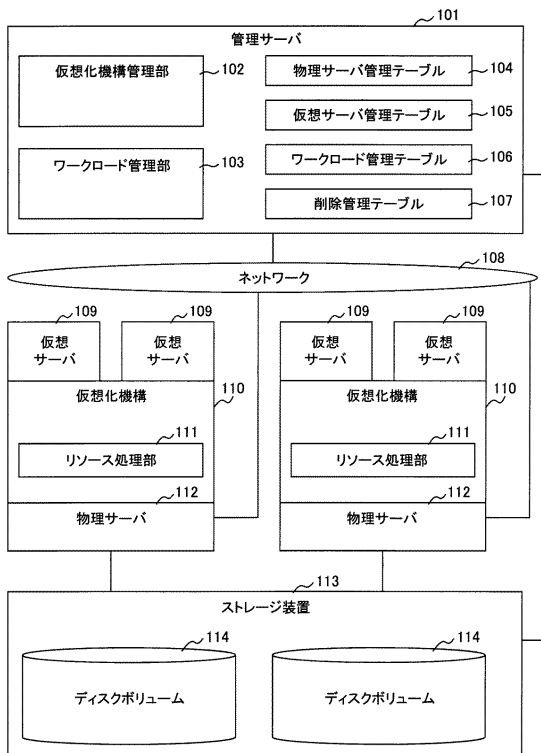 101
管理サーバ
仮想化機構管理部
102
物理サーバ管理テーブル
104
仮想サーバ管理テーブル
105
ワークロード管理部
103
ワークロード管理テーブル
106
削除管理テーブル
107
108
ネットワーク
109
109
109
109
仮想
サーバ
仮想
サーバ
仮想
サーバ
仮想
サーバ
仮想化機構
110
仮想化機構
110
111
リソース処理部
111
リソース処理部
112
物理サーバ
112
物理サーバ
113
ストレージ装置
114
ディスクボリューム
114
ディスクボリューム